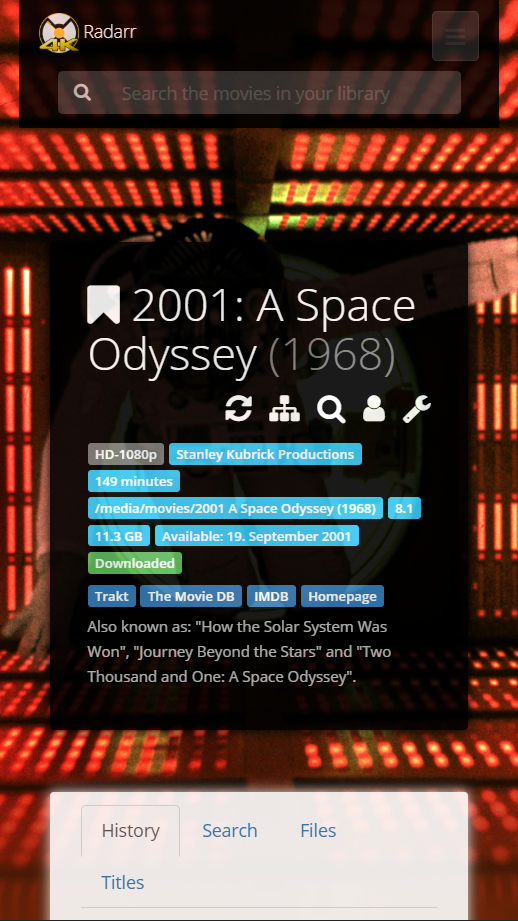 4K Radarr
Search the movies in your library
2001: A Space
Odyssey (1968)
HD-1080p Stanley Kubrick Productions
149 minutes
/media/movies/2001 A Space Odyssey (1968) 8.1
11.3 GB Available: 19. September 2001
Downloaded
Trakt The Movie DB IMDB Homepage
Also known as: "How the Solar System Was
Won", "Journey Beyond the Stars" and "Two
Thousand and One: A Space Odyssey".
History Search Files
Titles